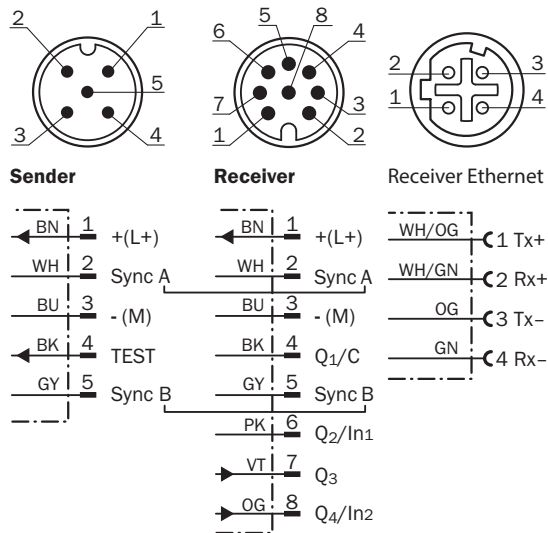 2 1
5
3 4
5 8
6 4
7 3
1 2
2 3
1 4
Sender
BN 1 +(L+)
WH 2 Sync A
BU 3 - (M)
BK 4 TEST
GY 5 Sync B
Receiver
BN 1 +(L+)
WH 2 Sync A
BU 3 - (M)
BK 4 Q1/C
GY 5 Sync B
PK 6 Q2/In1
VT 7 Q3
OG 8 Q4/In2
Receiver Ethernet
WH/OG 1 Tx+
WH/GN 2 Rx+
OG 3 Tx–
GN 4 Rx–